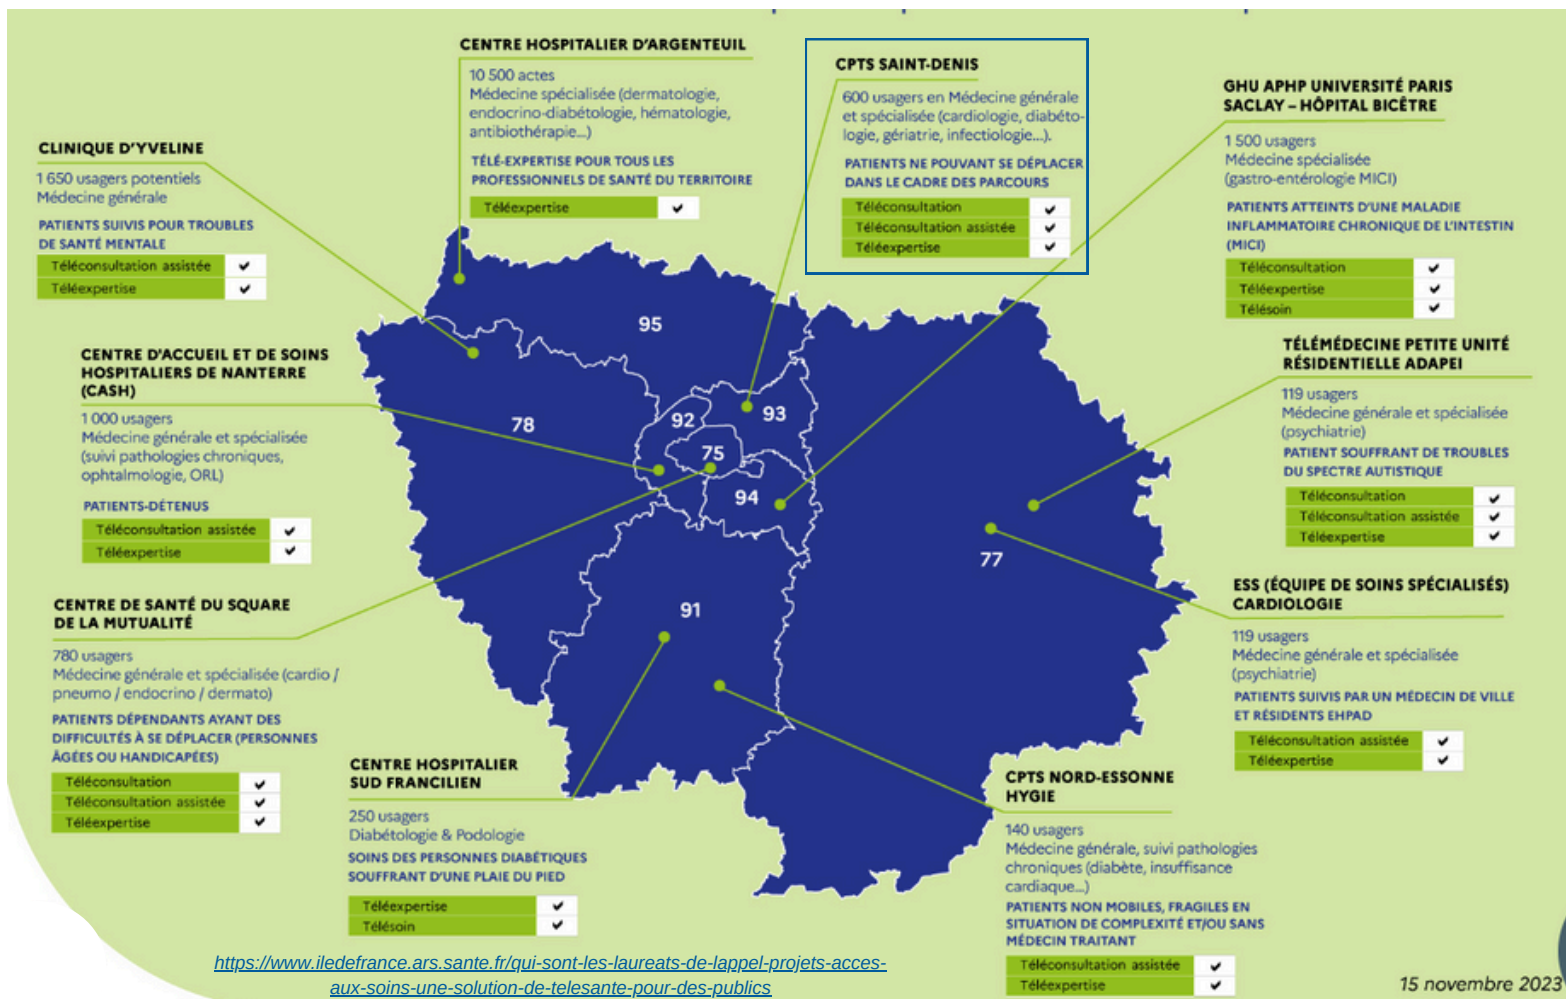 CENTRE HOSPITALIER D'ARGENTEUIL
10 500 actes
Médecine spécialisée (dermatologie,
endocrino-diabétologie, hématologie,
antibiothérapie...)
TÉLÉ-EXPERTISE POUR TOUS LES
PROFESSIONNELS DE SANTÉ DU TERRITOIRE
Téléexpertise
CPTS SAINT-DENIS
600 usagers en Médecine générale
et spécialisée (cardiologie, diabéto-
logie, gériatrie, infectiologie...).
PATIENTS NE POUVANT SE DÉPLACER
DANS LE CADRE DES PARCOURS
Téléconsultation
Téléconsultation assistée
Téléexpertise
GHU APHP UNIVERSITÉ PARIS
SACLAY – HÔPITAL BICÊTRE
1 500 usagers
Médecine spécialisée
(gastro-entérologie MICI)
PATIENTS ATTEINTS D'UNE MALADIE
INFLAMMATOIRE CHRONIQUE DE L'INTESTIN
(MICI)
Téléconsultation
Téléexpertise
Télésoin
CLINIQUE D'YVELINE
1 650 usagers potentiels
Médecine générale
PATIENTS SUIVIS POUR TROUBLES
DE SANTÉ MENTALE
Téléconsultation assistée
Téléexpertise
CENTRE D'ACCUEIL ET DE SOINS
HOSPITALIERS DE NANTERRE
(CASH)
1 000 usagers
Médecine générale et spécialisée
(suivi pathologies chroniques,
ophtalmologie, ORL)
PATIENTS-DÉTENUS
Téléconsultation assistée
Téléexpertise
95
78
92
93
75
94
77
91
TÉLÉMÉDECINE PETITE UNITÉ
RÉSIDENTIELLE ADAPEI
119 usagers
Médecine générale et spécialisée
(psychiatrie)
PATIENT SOUFFRANT DE TROUBLES
DU SPECTRE AUTISTIQUE
Téléconsultation
Téléconsultation assistée
Téléexpertise
ESS (ÉQUIPE DE SOINS SPÉCIALISÉS)
CARDIOLOGIE
119 usagers
Médecine générale et spécialisée
(psychiatrie)
PATIENTS SUIVIS PAR UN MÉDECIN DE VILLE
ET RÉSIDENTS EHPAD
Téléconsultation assistée
Téléexpertise
CENTRE DE SANTÉ DU SQUARE
DE LA MUTUALITÉ
780 usagers
Médecine générale et spécialisée (cardio /
pneumo / endocrino / dermato)
PATIENTS DÉPENDANTS AYANT DES
DIFFICULTÉS À SE DÉPLACER (PERSONNES
ÂGÉES OU HANDICAPÉES)
Téléconsultation
Téléconsultation assistée
Téléexpertise
CENTRE HOSPITALIER
SUD FRANCILIEN
250 usagers
Diabétologie & Podologie
SOINS DES PERSONNES DIABÉTIQUES
SOUFFRANT D'UNE PLAIE DU PIED
Téléexpertise
Télésoin
CPTS NORD-ESSONNE
HYGIE
140 usagers
Médecine générale, suivi pathologies
chroniques (diabète, insuffisance
cardiaque...)
PATIENTS NON MOBILES, FRAGILES EN
SITUATION DE COMPLEXITÉ ET/OU SANS
MÉDECIN TRAITANT
Téléconsultation assistée
Téléexpertise
https://www.iledefrance.ars.sante.fr/qui-sont-les-laureats-de-lappel-projets-acces-
aux-soins-une-solution-de-telesante-pour-des-publics
15 novembre 2023